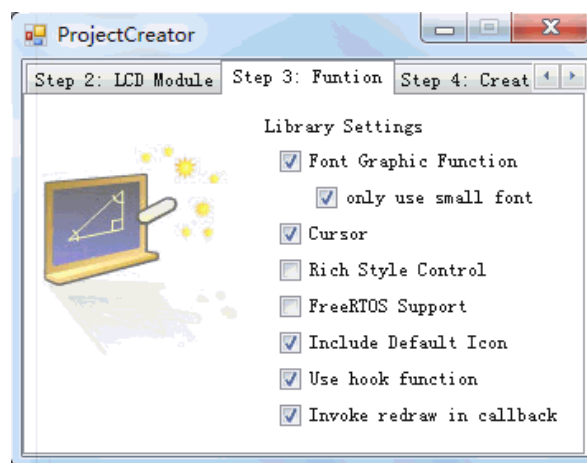 ProjectCreator
Step 2: LCD Module Step 3: Funtion Step 4: Creat
Library Settings
Font Graphic Function
only use small font
Cursor
Rich Style Control
FreeRTOS Support
Include Default Icon
Use hook function
Invoke redraw in callback